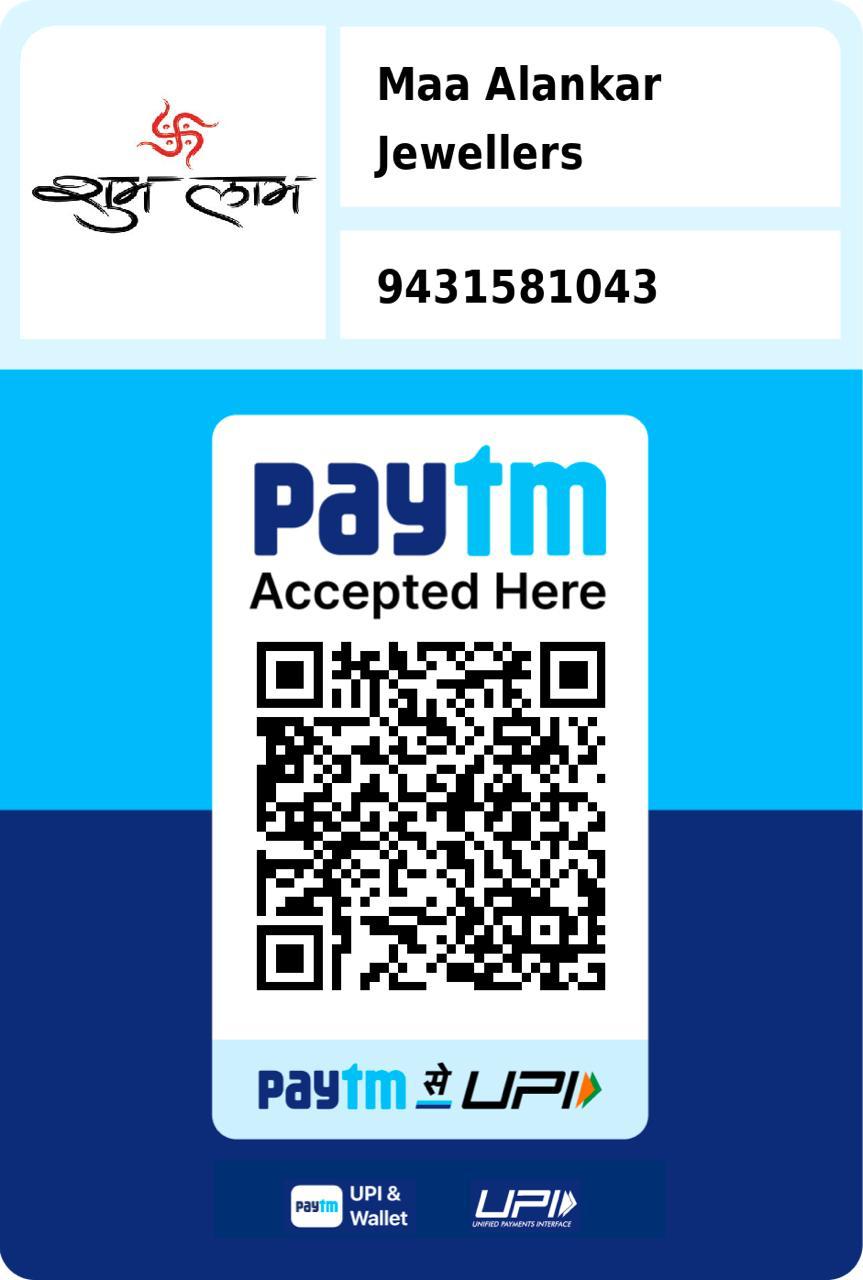 शुभ लाभ
Maa Alankar
Jewellers
9431581043
paytm
Accepted Here
paytm से UPI
paytm UPI &
Wallet
UPI
UNIFIED PAYMENTS INTERFACE